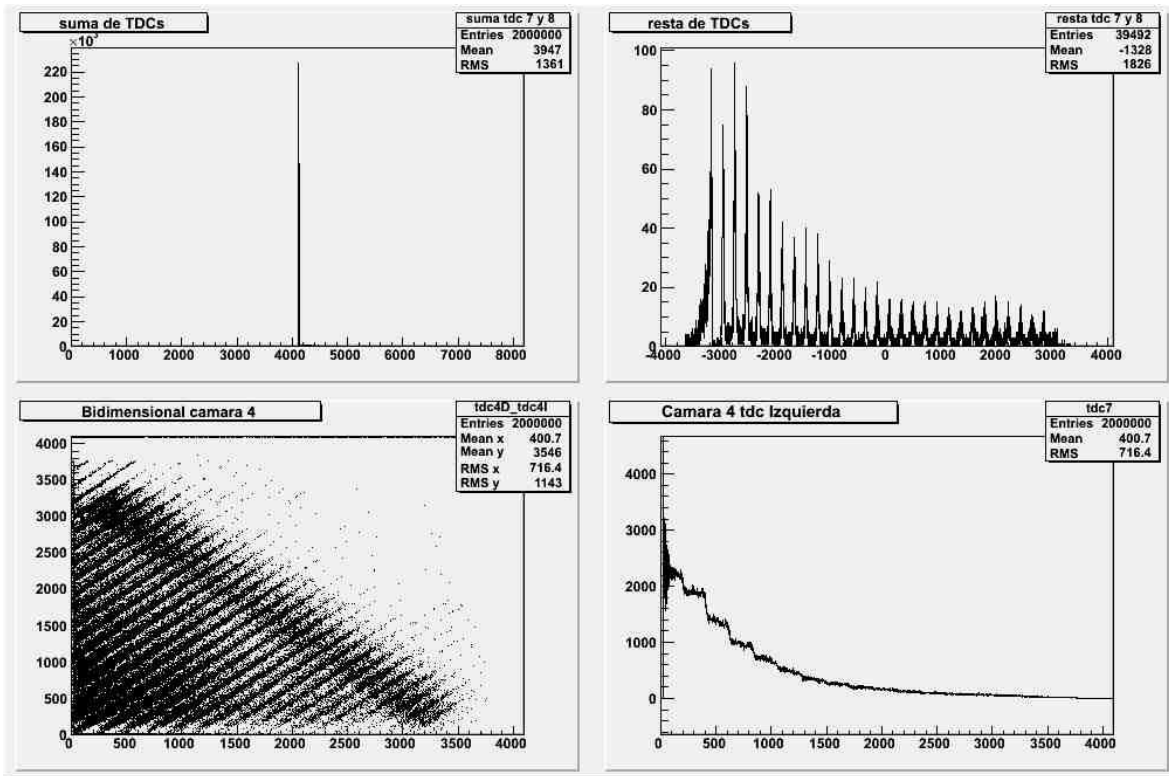 suma de TDCs
suma tdc 7 y 8
Entries 2000000
Mean 3947
RMS 1361
×10³
220
200
180
160
140
120
100
80
60
40
20
0
0 1000 2000 3000 4000 5000 6000 7000 8000
resta de TDCs
resta tdc 7 y 8
Entries 39492
Mean -1328
RMS 1826
100
80
60
40
20
0
-4000 -3000 -2000 -1000 0 1000 2000 3000 4000
Bidimensional camara 4
tdc4D_tdc4I
Entries 2000000
Mean x 400.7
Mean y 3546
RMS x 716.4
RMS y 1143
4000
3500
3000
2500
2000
1500
1000
500
0
0 500 1000 1500 2000 2500 3000 3500 4000
Camara 4 tdc Izquierda
tdc7
Entries 2000000
Mean 400.7
RMS 716.4
4000
3000
2000
1000
0
0 500 1000 1500 2000 2500 3000 3500 4000